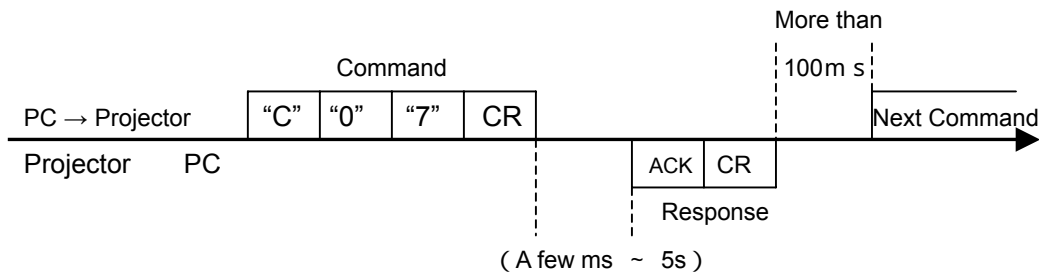 More than
100m s
Command
PC → Projector “C” “0” “7” CR Next Command
Projector PC ACK CR
Response
( A few ms ~ 5s )